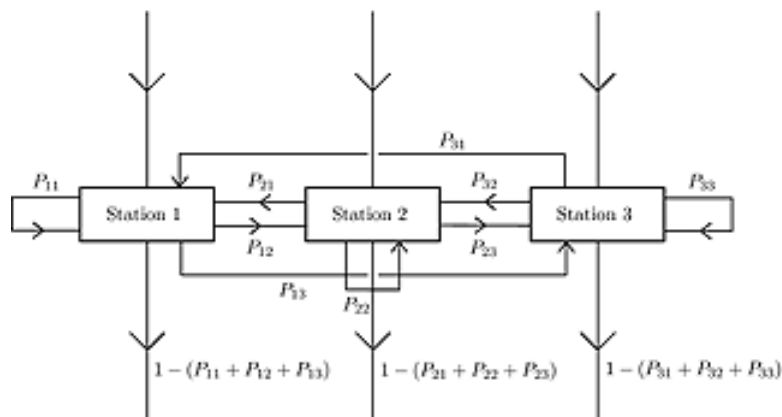 P₃₁
P₁₁ P₂₁ P₃₂ P₃₃
Station 1 Station 2 Station 3
P₁₂ P₂₃
P₁₃ P₂₂
1 − (P₁₁ + P₁₂ + P₁₃) 1 − (P₂₁ + P₂₂ + P₂₃) 1 − (P₃₁ + P₃₂ + P₃₃)